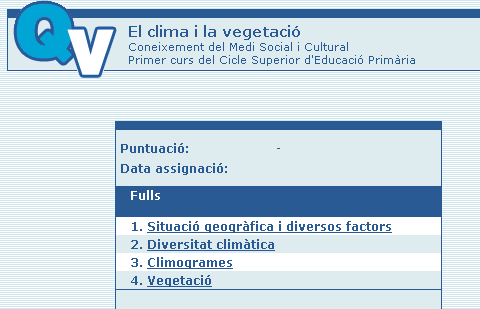 QV
El clima i la vegetació
Coneixement del Medi Social i Cultural
Primer curs del Cicle Superior d'Educació Primària
Puntuació: -
Data assignació:
Fulls
1. Situació geogràfica i diversos factors
2. Diversitat climàtica
3. Climogrames
4. Vegetació